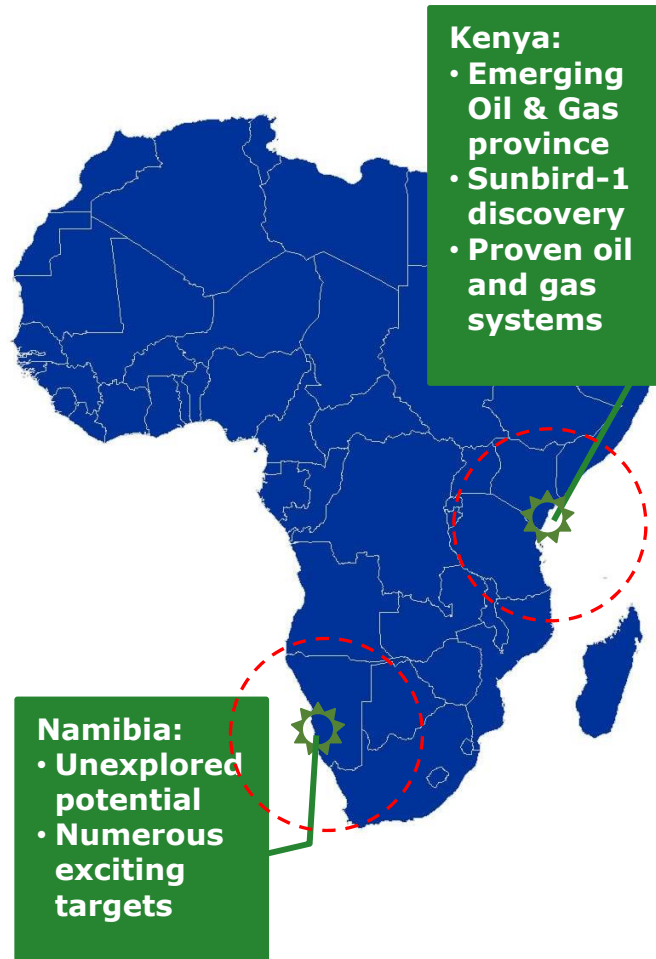 Kenya:
• Emerging
Oil & Gas
province
• Sunbird-1
discovery
• Proven oil
and gas
systems
Namibia:
• Unexplored
potential
• Numerous
exciting
targets